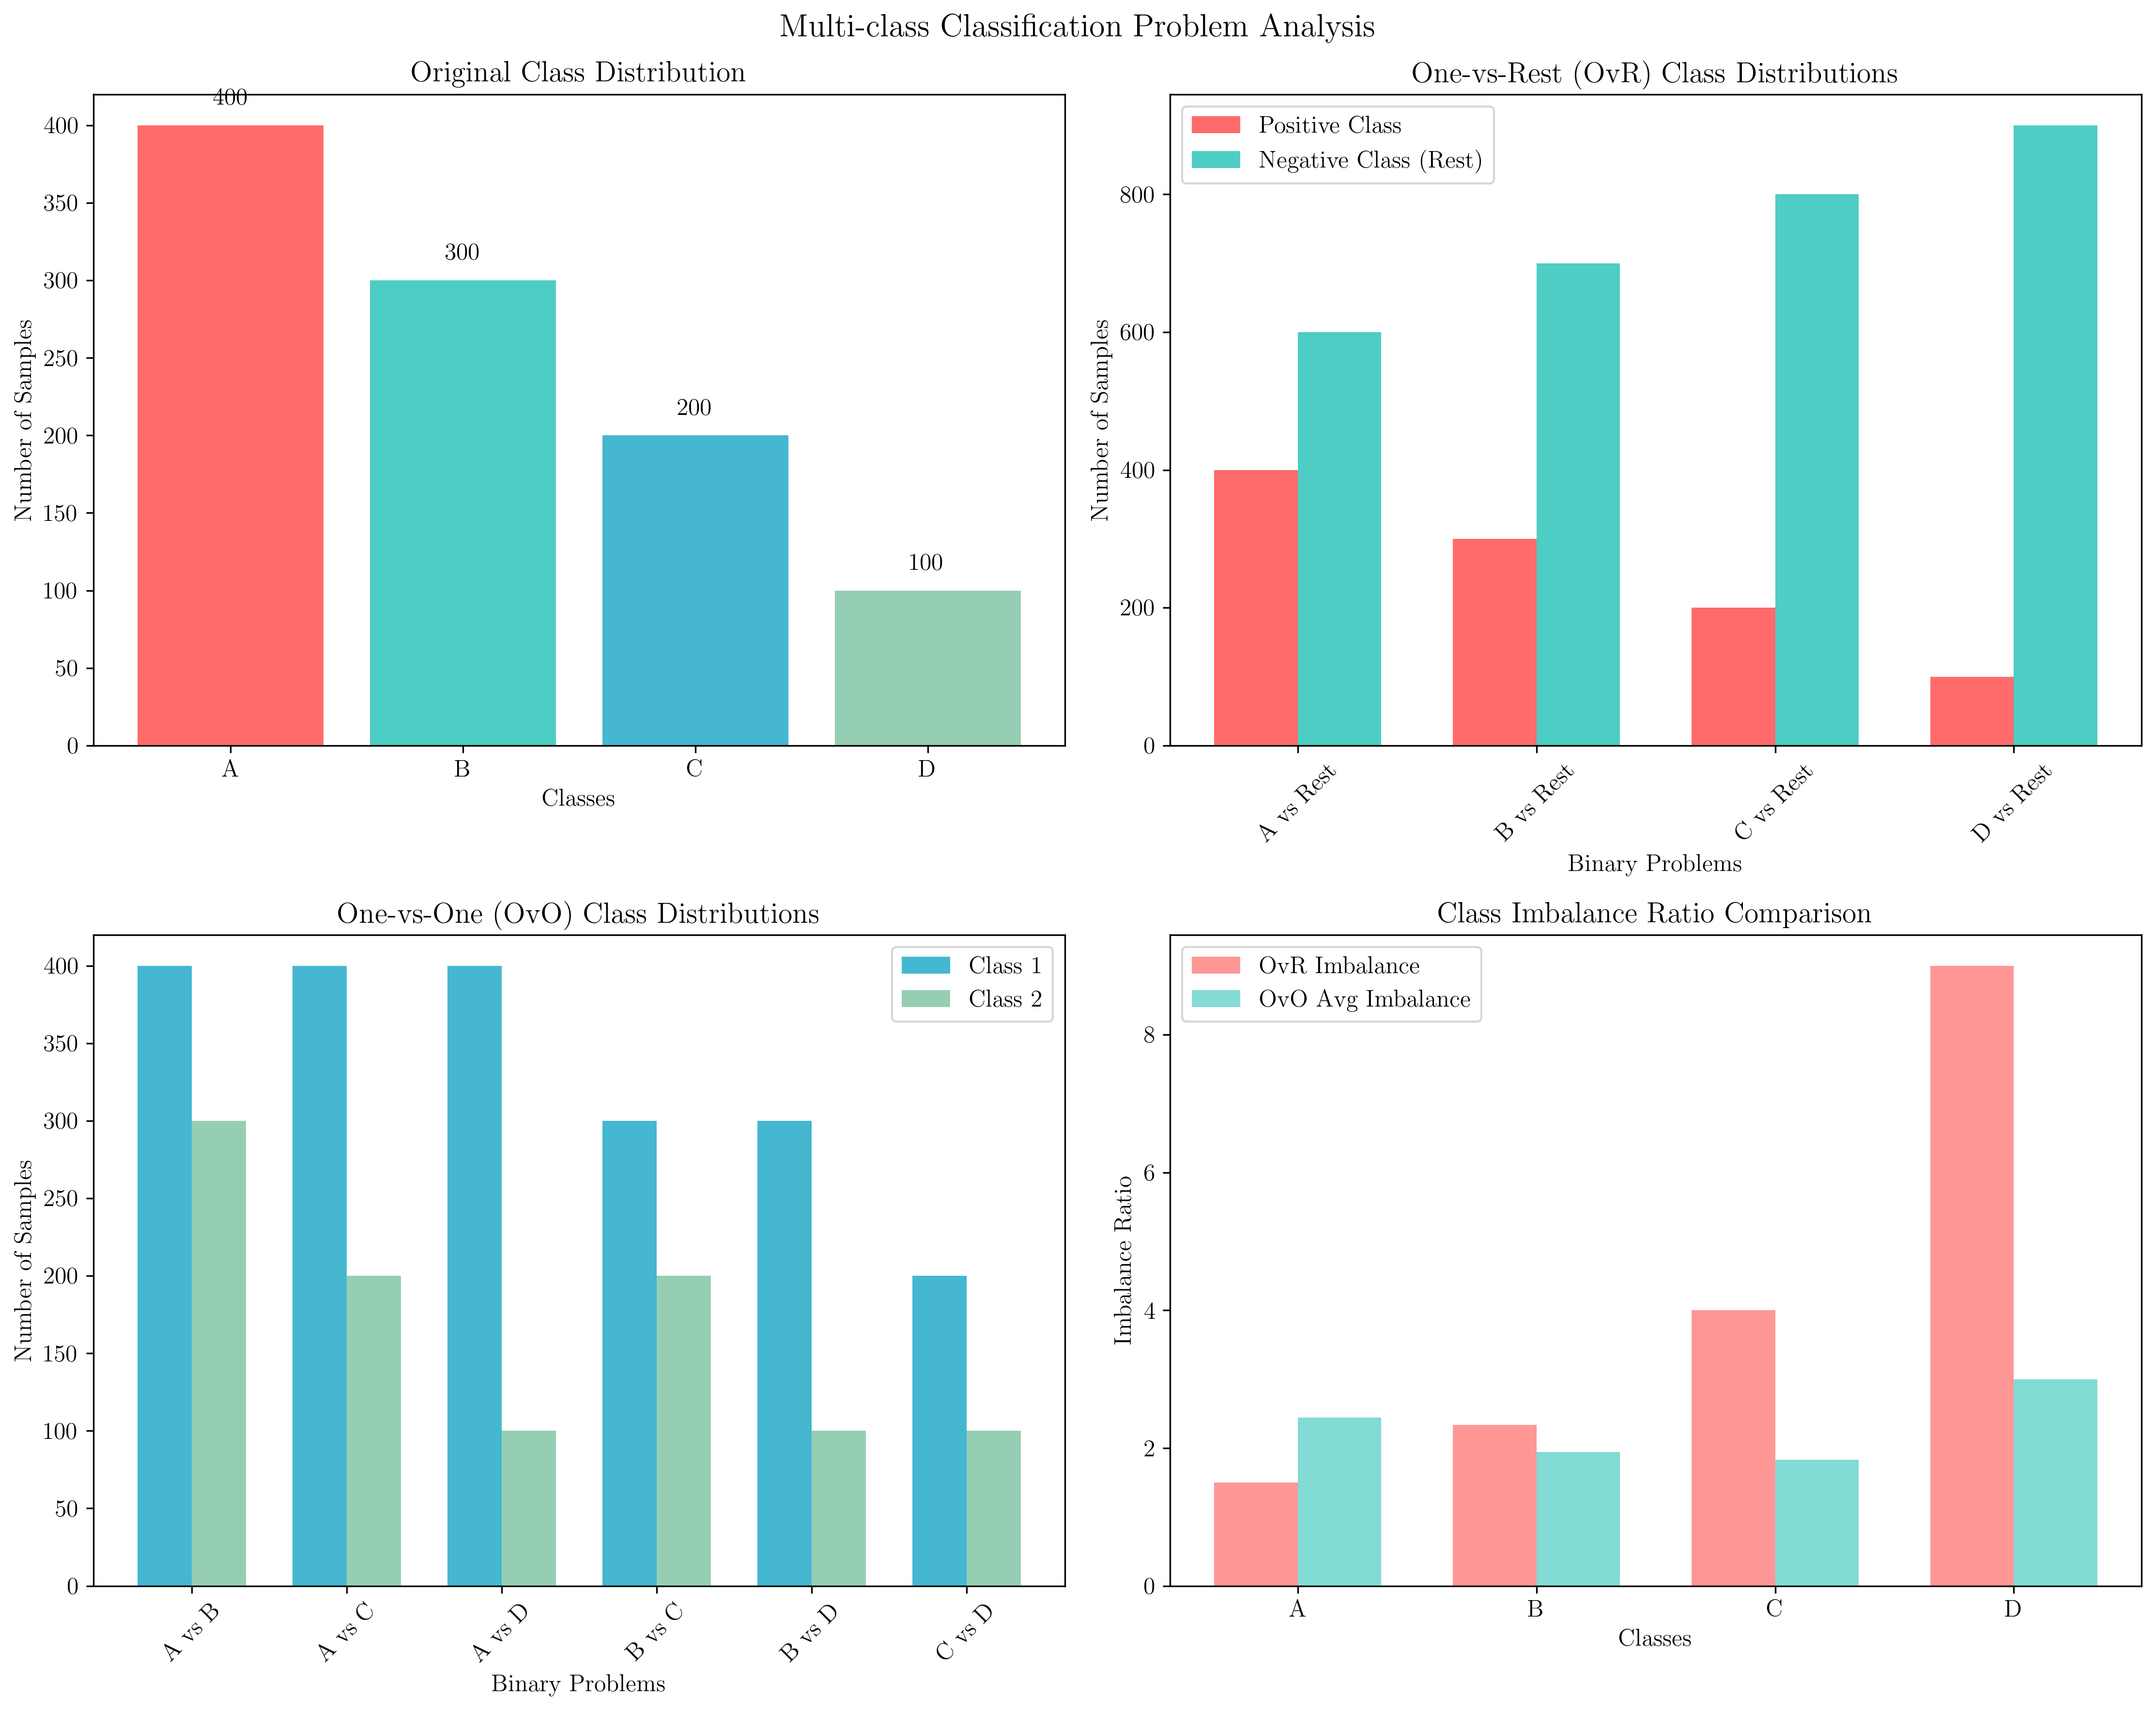 Multi-class Classification Problem Analysis
Original Class Distribution
400
300
200
100
400
350
300
250
200
150
100
50
0
Number of Samples
A
B
C
D
Classes
One-vs-Rest (OvR) Class Distributions
Positive Class
Negative Class (Rest)
800
600
400
200
0
Number of Samples
A vs Rest
B vs Rest
C vs Rest
D vs Rest
Binary Problems
One-vs-One (OvO) Class Distributions
Class 1
Class 2
400
350
300
250
200
150
100
50
0
Number of Samples
A vs B
A vs C
A vs D
B vs C
B vs D
C vs D
Binary Problems
Class Imbalance Ratio Comparison
OvR Imbalance
OvO Avg Imbalance
8
6
4
2
0
Imbalance Ratio
A
B
C
D
Classes